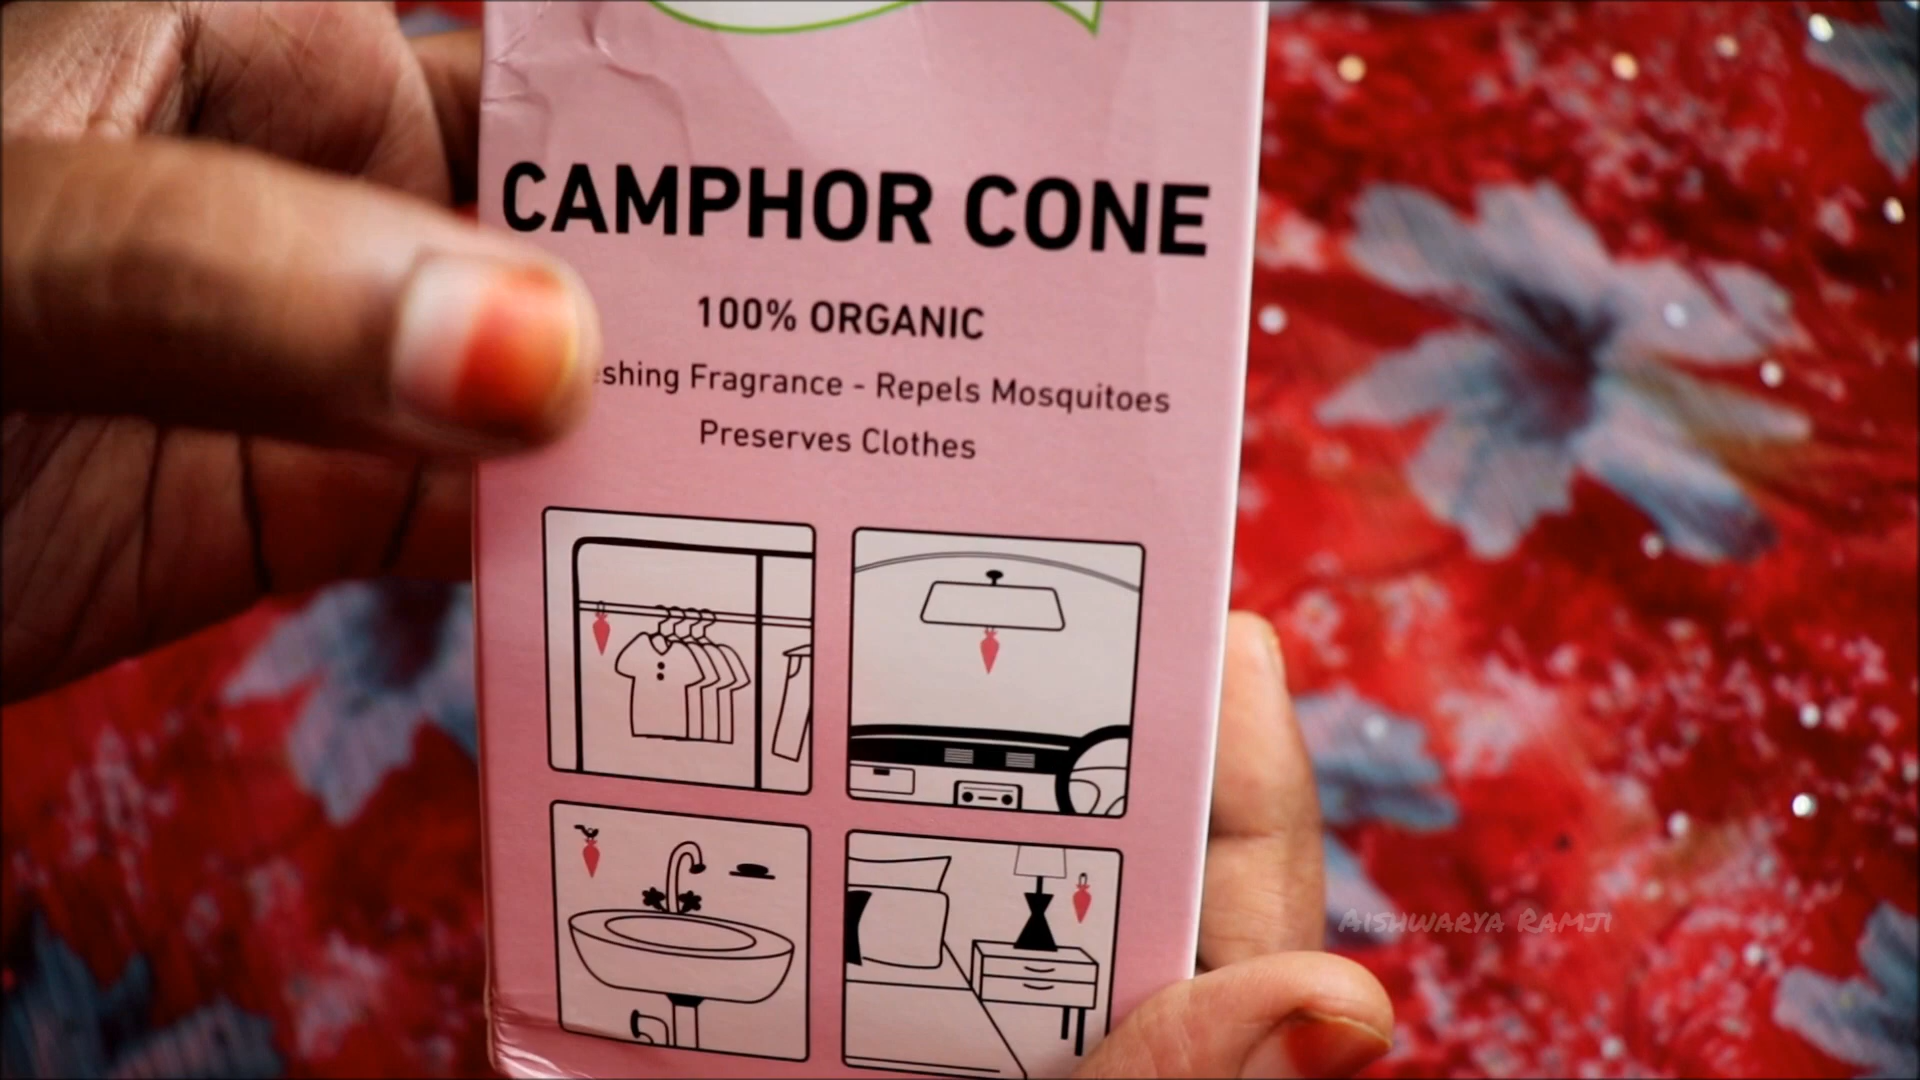 CAMPHOR CONE
100% ORGANIC
Fragrance - Repels Mosquitoes
Preserves Clothes
Aishwarya Ramji